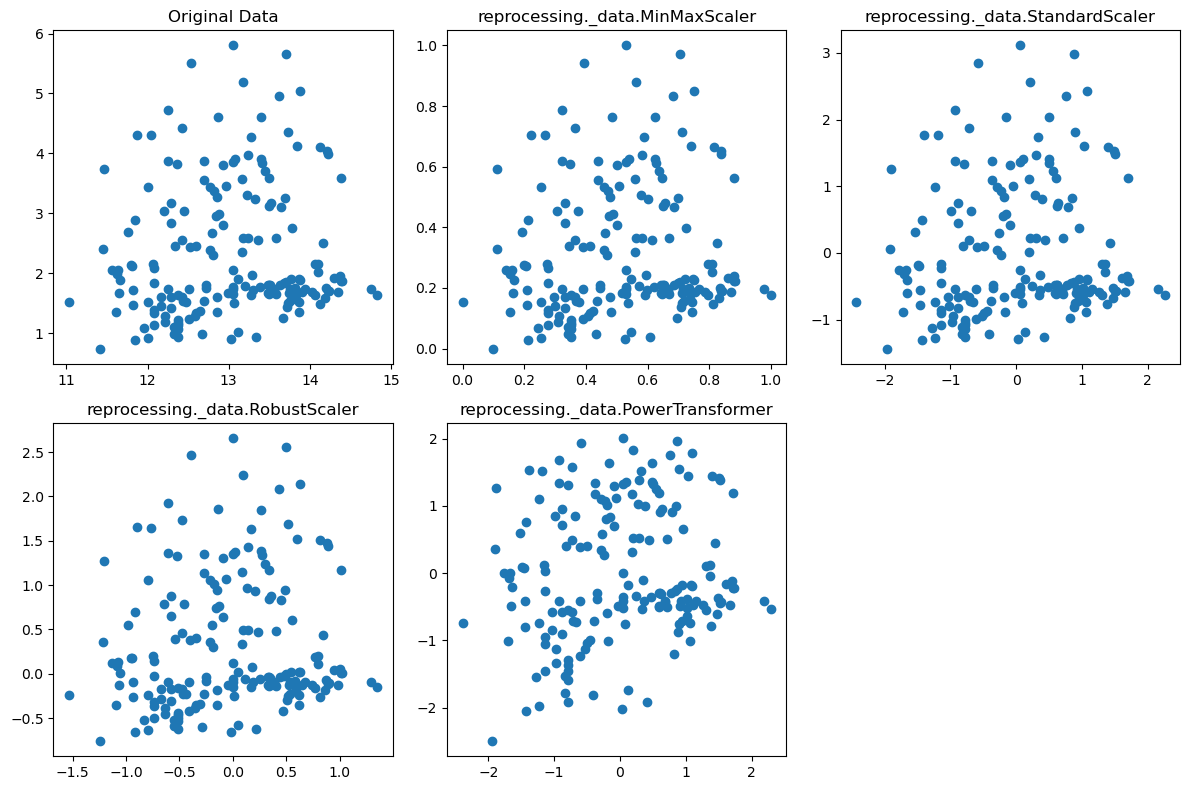 Original Data
6
5
4
3
2
1
11 12 13 14 15
reprocessing._data.MinMaxScaler
1.0
0.8
0.6
0.4
0.2
0.0
0.0 0.2 0.4 0.6 0.8 1.0
reprocessing._data.StandardScaler
3
2
1
0
−1
−2 −1 0 1 2
reprocessing._data.RobustScaler
2.5
2.0
1.5
1.0
0.5
0.0
−0.5
−1.5 −1.0 −0.5 0.0 0.5 1.0
reprocessing._data.PowerTransformer
2
1
0
−1
−2
−2 −1 0 1 2